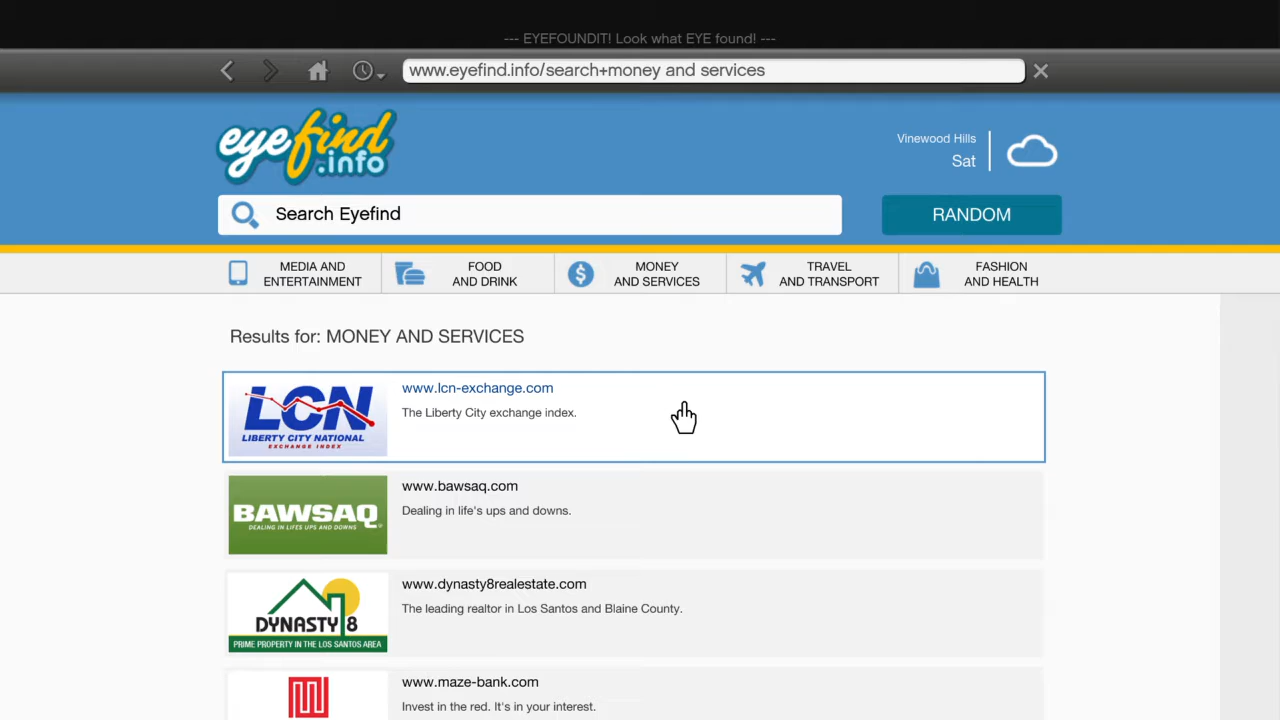 --- EYEFOUNDIT! Look what EYE found! ---
www.eyefind.info/search+money and services
eyefind
.info
Vinewood Hills
Sat
Search Eyefind
RANDOM
MEDIA AND
ENTERTAINMENT
FOOD
AND DRINK
MONEY
AND SERVICES
TRAVEL
AND TRANSPORT
FASHION
AND HEALTH
Results for: MONEY AND SERVICES
LCN
LIBERTY CITY NATIONAL
EXCHANGE INDEX
www.lcn-exchange.com
The Liberty City exchange index.
BAWSAQ
DEALING IN LIFES UPS AND DOWNS
www.bawsaq.com
Dealing in life's ups and downs.
DYNASTY 8
PRIME PROPERTY IN THE LOS SANTOS AREA
www.dynasty8realestate.com
The leading realtor in Los Santos and Blaine County.
www.maze-bank.com
Invest in the red. It's in your interest.